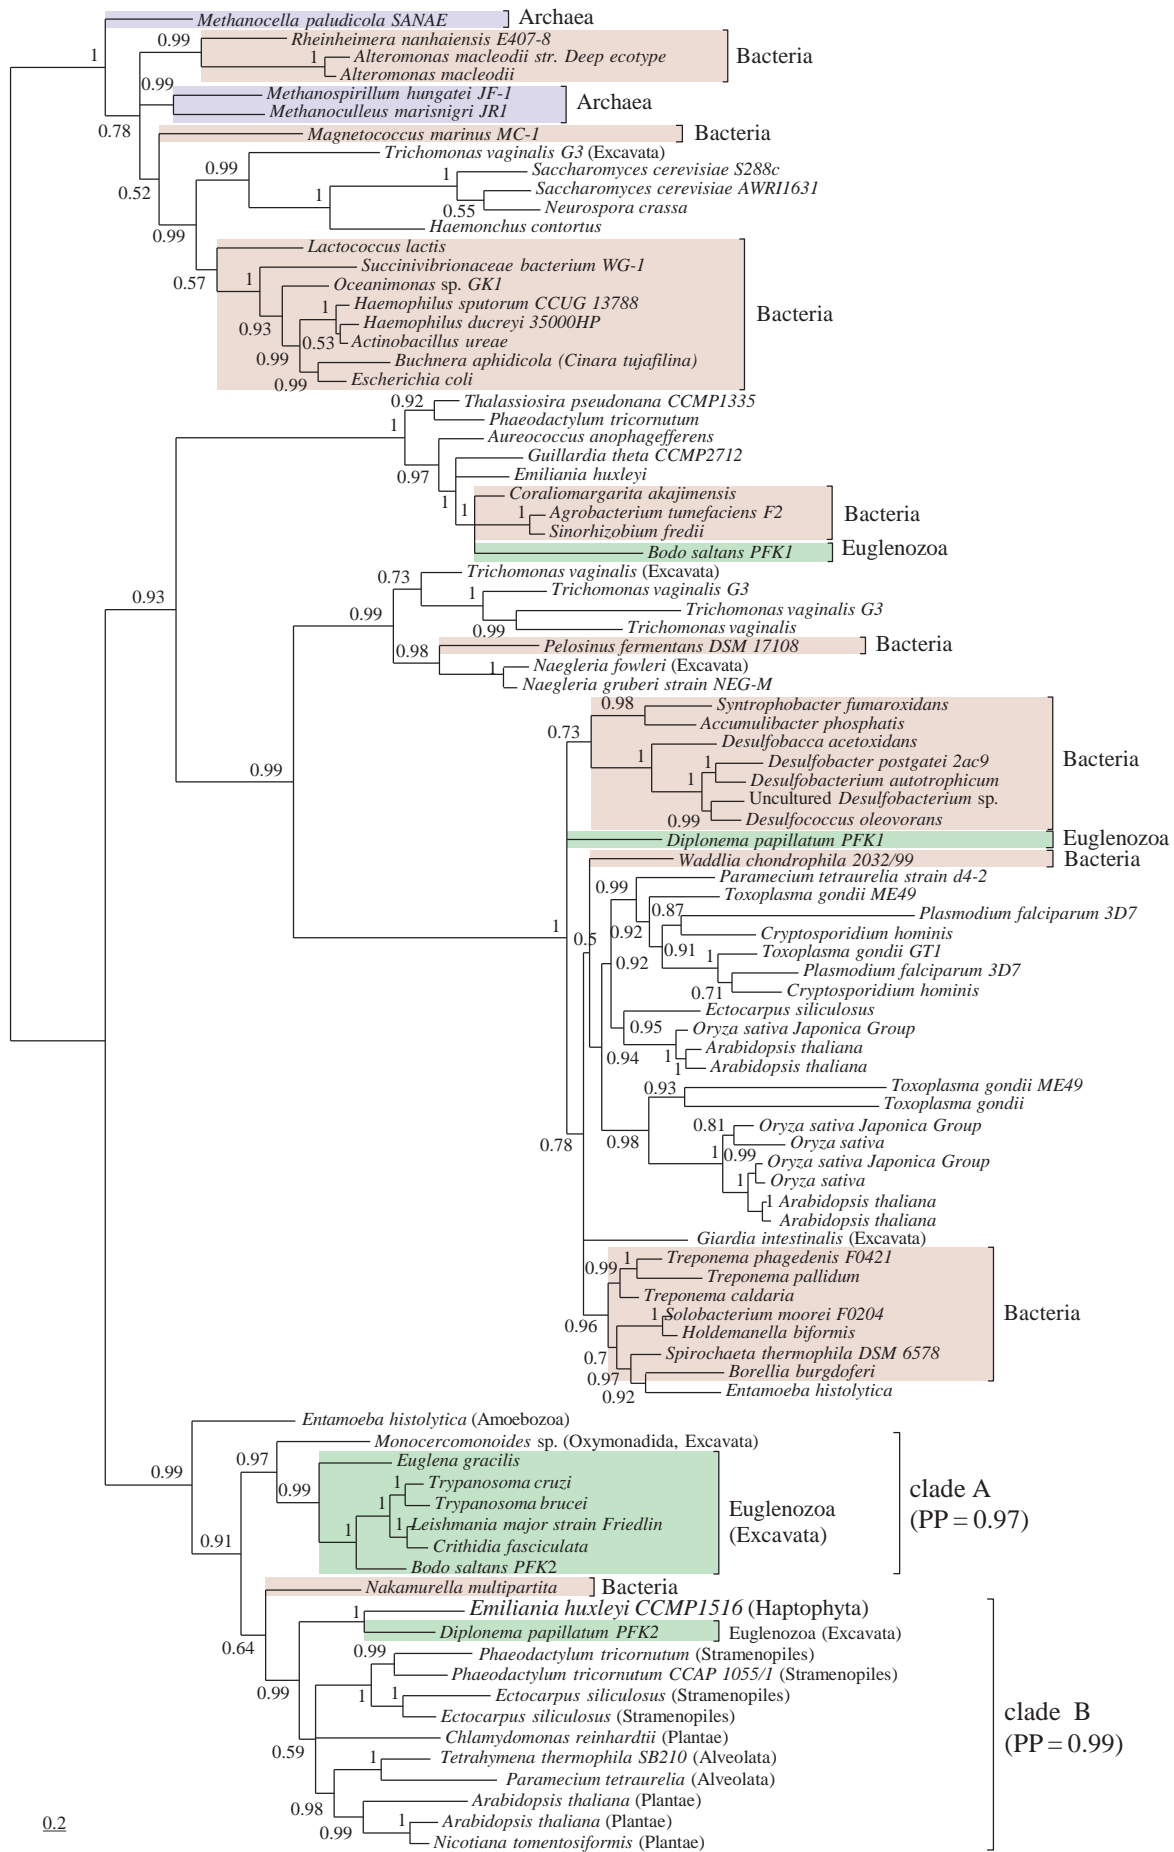 Methanocella paludicola SANAE
Archaea
1
0.99
Rheinheimera nanhaiensis E407-8
1
Alteromonas macleodii str. Deep ecotype
Bacteria
Alteromonas macleodii
0.99
Methanospirillum hungatei JF-1
Archaea
Methanoculleus marisnigri JR1
0.78
Magnetococcus marinus MC-1
Bacteria
Trichomonas vaginalis G3 (Excavata)
0.99
1
Saccharomyces cerevisiae S288c
0.52
1
Saccharomyces cerevisiae AWRI1631
0.55
Neurospora crassa
Haemonchus contortus
0.99
Lactococcus lactis
Succinivibrionaceae bacterium WG-1
0.57
1
Oceanimonas sp. GK1
1
Haemophilus sputorum CCUG 13788
Bacteria
0.93
Haemophilus ducreyi 35000HP
0.53
Actinobacillus ureae
0.99
Buchnera aphidicola (Cinara tujafilina)
0.99
Escherichia coli
0.92
Thalassiosira pseudonana CCMP1335
Phaeodactylum tricornutum
1
Aureococcus anophagefferens
Guillardia theta CCMP2712
0.97
Emiliania huxleyi
1
Coraliomargarita akajimensis
1
1
Agrobacterium tumefaciens F2
Bacteria
Sinorhizobium fredii
Bodo saltans PFK1
Euglenozoa
0.73
Trichomonas vaginalis (Excavata)
1
Trichomonas vaginalis G3
0.93
0.99
Trichomonas vaginalis G3
0.99
Trichomonas vaginalis
0.98
Pelosinus fermentans DSM 17108
Bacteria
1
Naegleria fowleri (Excavata)
Naegleria gruberi strain NEG-M
0.98
Syntrophobacter fumaroxidans
Accumulibacter phosphatis
0.73
Desulfobacca acetoxidans
1
1
Desulfobacter postgatei 2ac9
Bacteria
0.99
1
Desulfobacterium autotrophicum
Uncultured Desulfobacterium sp.
0.99
Desulfococcus oleovorans
Diplonema papillatum PFK1
Euglenozoa
Waddlia chondrophila 2032/99
Bacteria
Paramecium tetraurelia strain d4-2
0.99
Toxoplasma gondii ME49
0.87
Plasmodium falciparum 3D7
1
0.5
0.92
Cryptosporidium hominis
0.91
1
Toxoplasma gondii GT1
0.92
Plasmodium falciparum 3D7
0.71
Cryptosporidium hominis
Ectocarpus siliculosus
0.95
Oryza sativa Japonica Group
0.94
1
Arabidopsis thaliana
1
Arabidopsis thaliana
0.93
Toxoplasma gondii ME49
Toxoplasma gondii
0.81
Oryza sativa Japonica Group
0.78
0.98
Oryza sativa
1
0.99
Oryza sativa Japonica Group
1
Oryza sativa
1
Arabidopsis thaliana
Arabidopsis thaliana
Giardia intestinalis (Excavata)
1
Treponema phagedenis F0421
0.99
Treponema pallidum
Treponema caldaria
0.96
1
Solobacterium moorei F0204
Bacteria
Holdemanella biformis
0.7
Spirochaeta thermophila DSM 6578
0.97
Borellia burgdoferi
0.92
Entamoeba histolytica
Entamoeba histolytica (Amoebozoa)
Monocercomonoides sp. (Oxymonadida, Excavata)
0.99
0.97
Euglena gracilis
0.99
1
Trypanosoma cruzi
clade A
1
Trypanosoma brucei
Euglenozoa
(PP = 0.97)
1
1
Leishmania major strain Friedlin
(Excavata)
0.91
Crithidia fasciculata
Bodo saltans PFK2
Nakamurella multipartita
Bacteria
1
Emiliania huxleyi CCMP1516 (Haptophyta)
Diplonema papillatum PFK2
Euglenozoa (Excavata)
0.64
0.99
Phaeodactylum tricornutum (Stramenopiles)
Phaeodactylum tricornutum CCAP 1055/1 (Stramenopiles)
0.99
1
1
Ectocarpus siliculosus (Stramenopiles)
clade B
Ectocarpus siliculosus (Stramenopiles)
(PP = 0.99)
Chlamydomonas reinhardtii (Plantae)
0.59
1
Tetrahymena thermophila SB210 (Alveolata)
Paramecium tetraurelia (Alveolata)
0.98
Arabidopsis thaliana (Plantae)
0.2
0.99
1
Arabidopsis thaliana (Plantae)
Nicotiana tomentosiformis (Plantae)